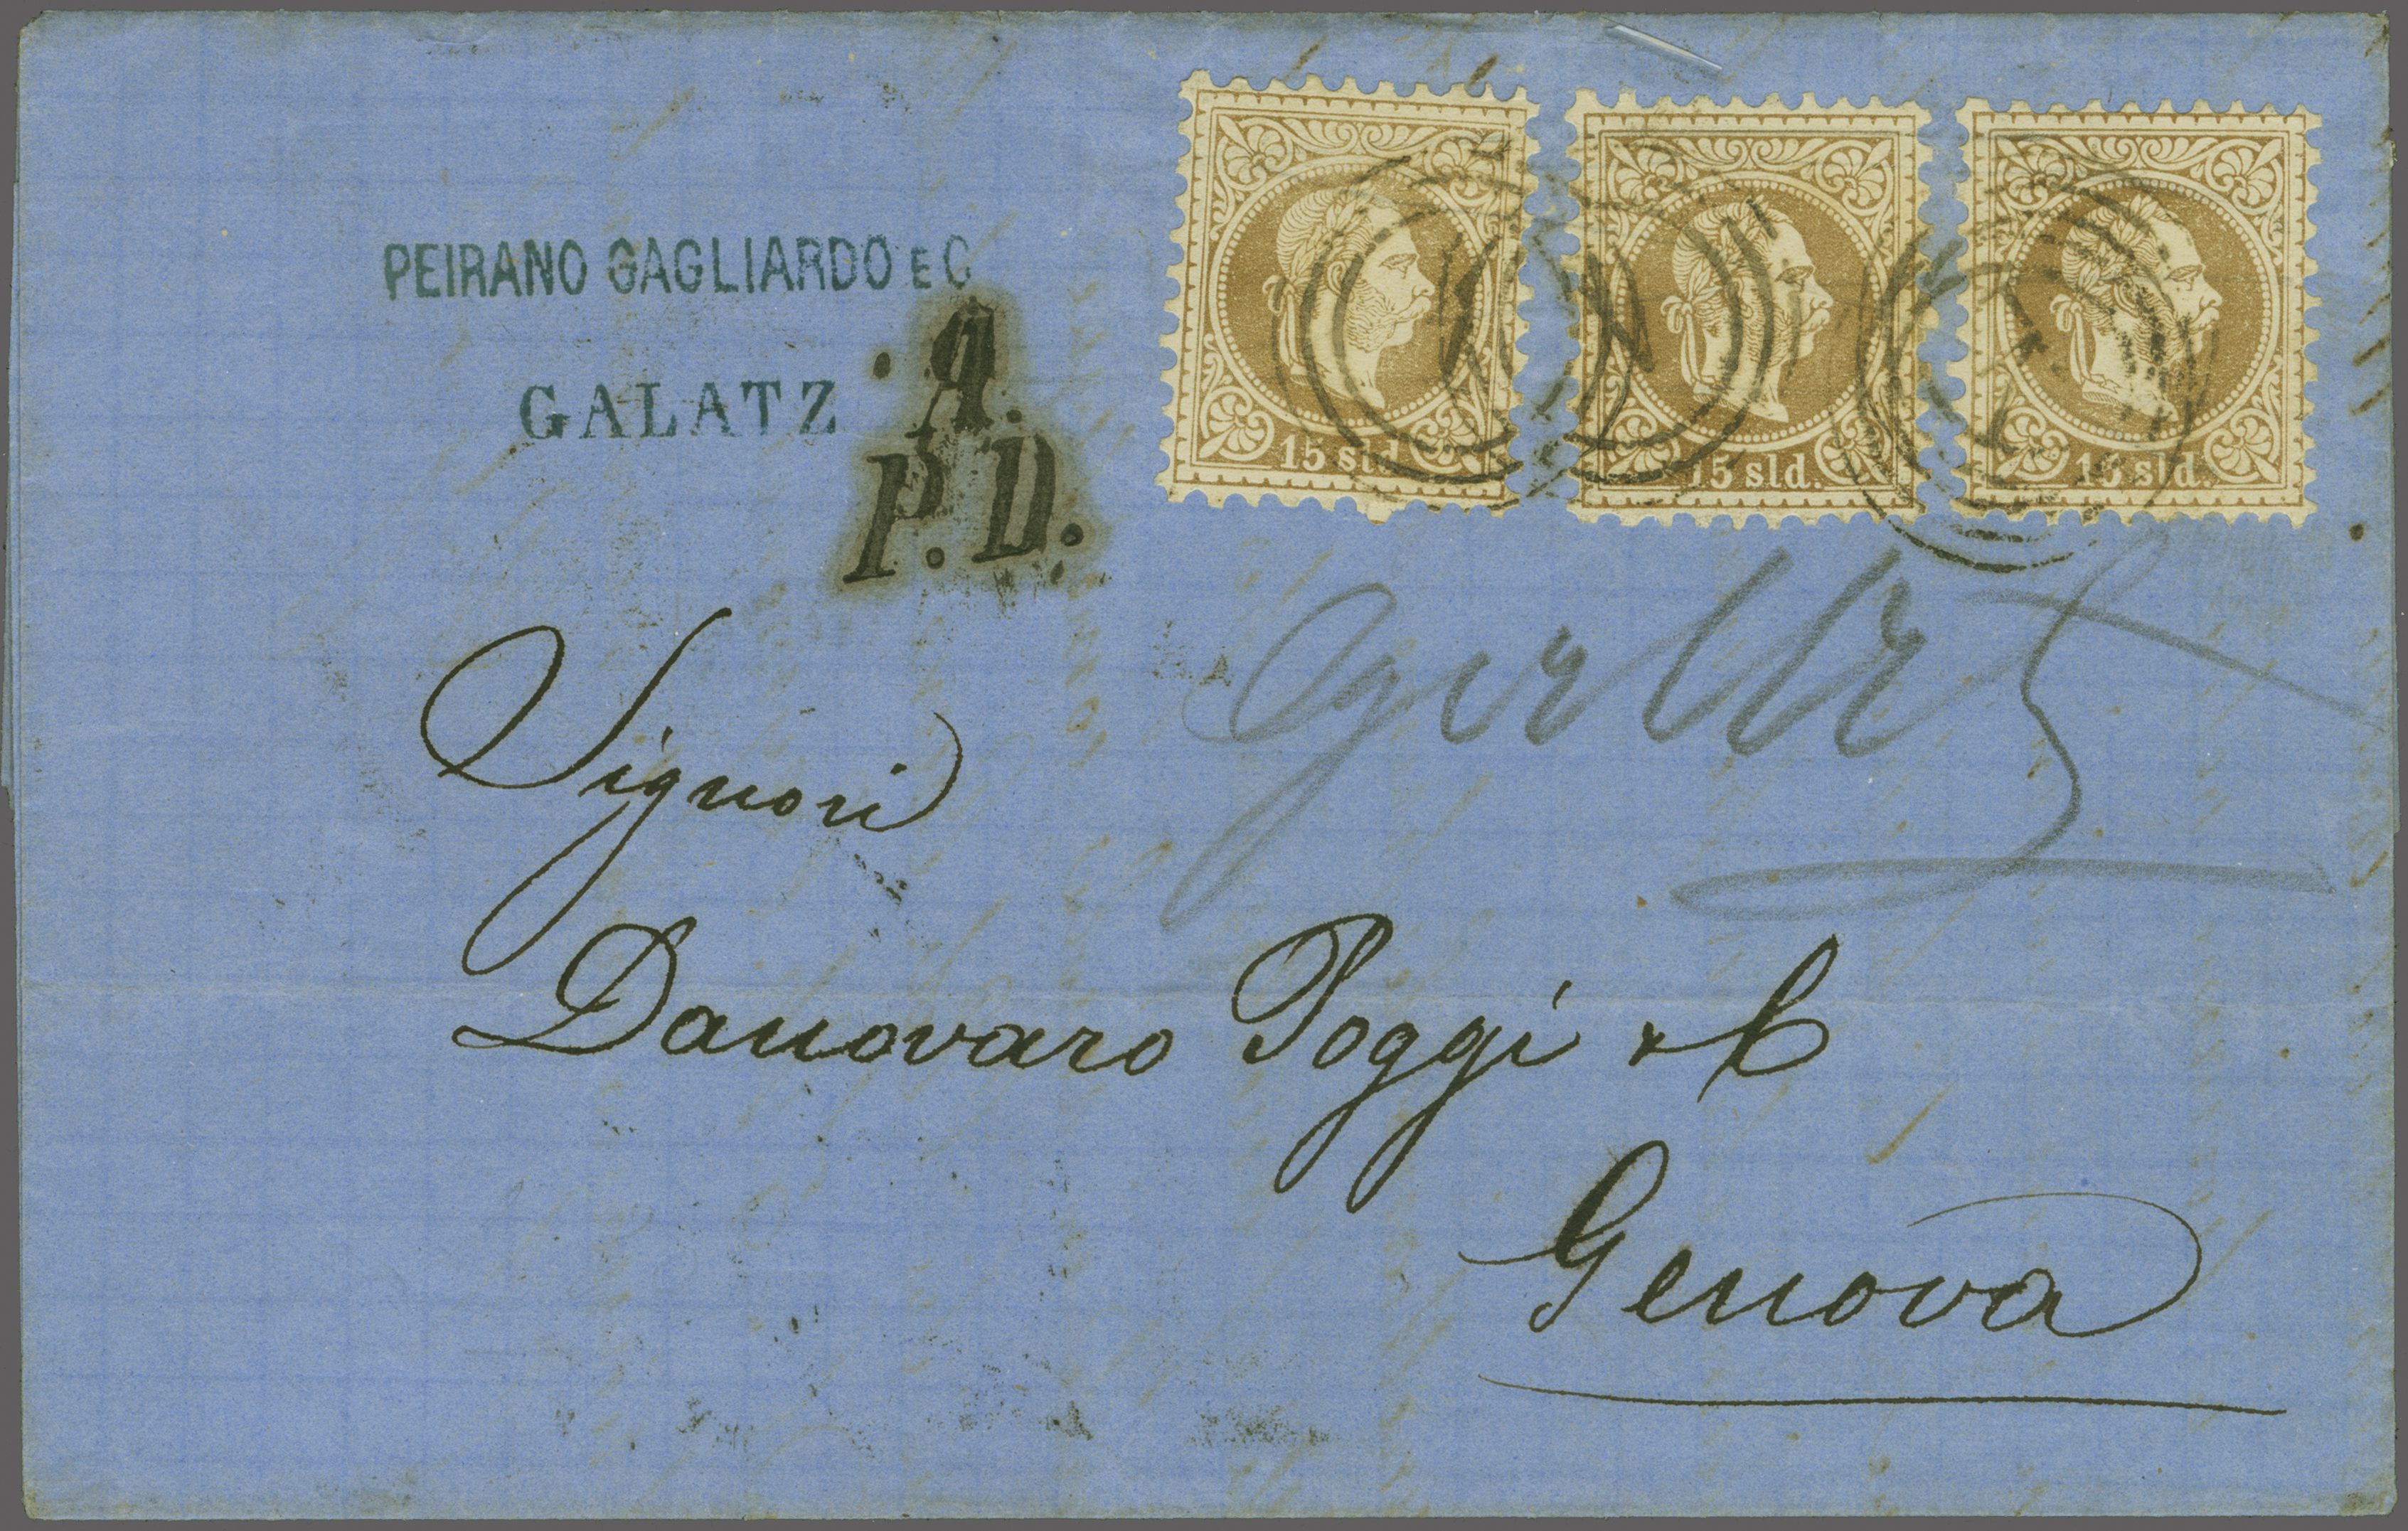 PEIRANO GAGLIARDO E C
GALATZ
P.D.
15 sld.
15 sld.
15 sld.
Signori
Danovaro Poggi & C
Genova